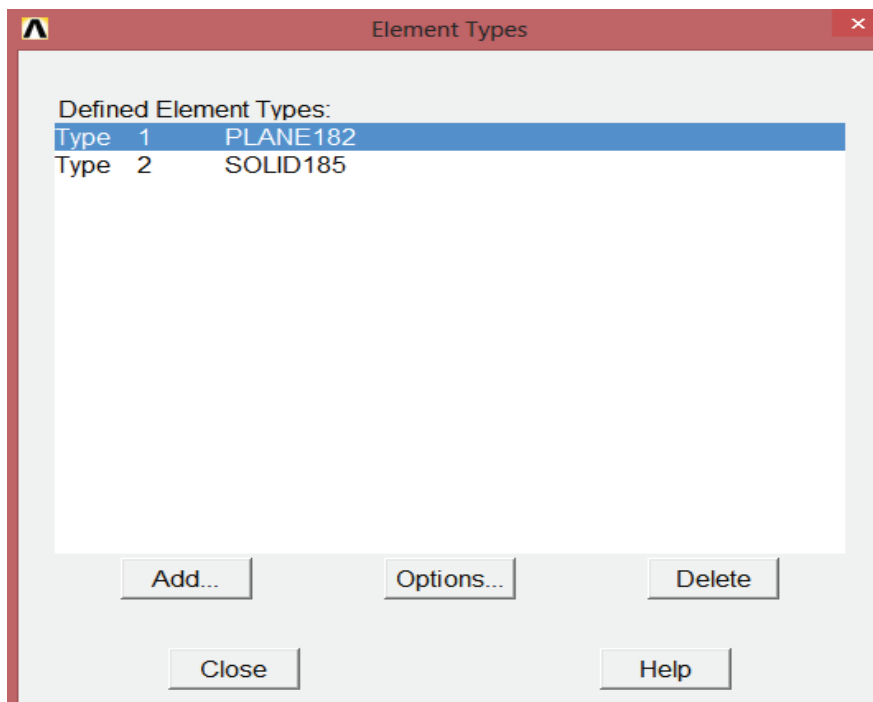 Element Types
Defined Element Types:
Type 1 PLANE182
Type 2 SOLID185
Add... Options... Delete
Close Help